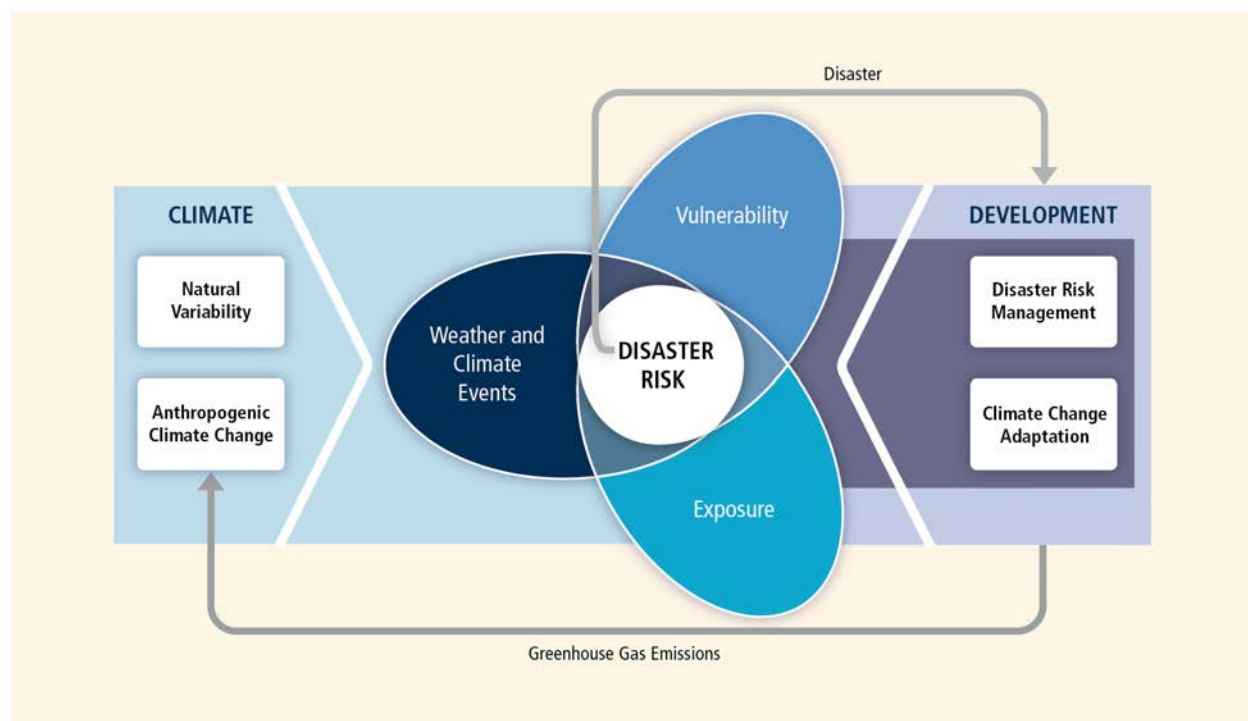 Disaster
CLIMATE
Natural
Variability
Anthropogenic
Climate Change
Vulnerability
Weather and
Climate
Events
DISASTER
RISK
Exposure
DEVELOPMENT
Disaster Risk
Management
Climate Change
Adaptation
Greenhouse Gas Emissions